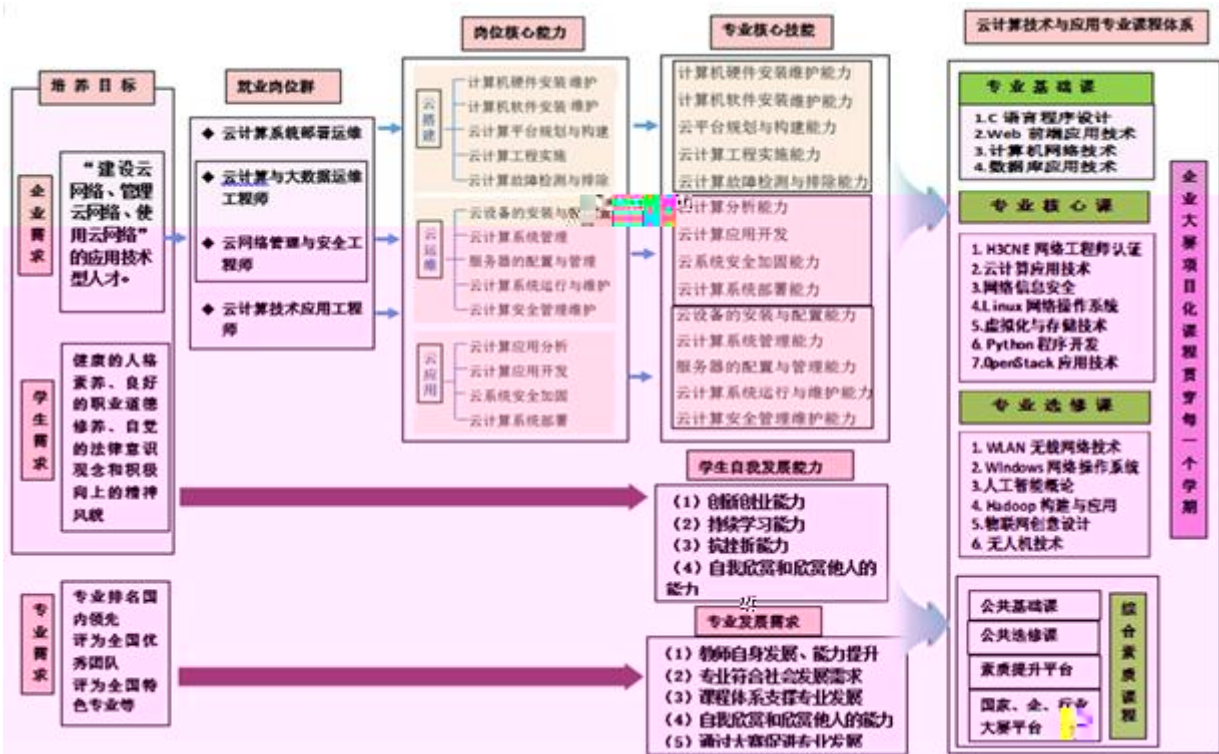 培养目标
企业需求
“建设云
网络、管理
云网络、使
用云网络”
的应用技术
型人才。
学生需求
健康的人格
素养、良好
的职业道德
修养、自觉
的法律意识
观念和积极
向上的精神
风貌
专业需求
专业排名国
内领先
评为全国优
秀团队
评为全国特
色专业等
就业岗位群
◆ 云计算系统部署运维
◆ 云计算与大数据运维
工程师
◆ 云网络管理与安全工
程师
◆ 云计算技术应用工程
师
岗位核心能力
云搭建
计算机硬件安装维护
计算机软件安装维护
云计算平台规划与构建
云计算工程实施
云计算故障检测与排除
云运维
云设备的安装与
云计算系统管理
服务器的配置与管理
云计算系统运行与维护
云计算安全管理维护
云应用
云计算应用分析
云计算应用开发
云系统安全加固
云计算系统部署
专业核心技能
计算机硬件安装维护能力
计算机软件安装维护能力
云平台规划与构建能力
云计算工程实施能力
云计算故障检测与排除能力
云计算分析能力
云计算应用开发
云系统安全加固能力
云计算系统部署能力
云设备的安装与配置能力
云计算系统管理能力
服务器的配置与管理能力
云计算系统运行与维护能力
云计算安全管理维护能力
学生自我发展能力
(1) 创新创业能力
(2) 持续学习能力
(3) 抗挫折能力
(4) 自我欣赏和欣赏他人的
能力
专业发展需求
(1) 教师自身发展、能力提升
(2) 专业符合社会发展需求
(3) 课程体系支撑专业发展
(4) 自我欣赏和欣赏他人的能力
(5) 通过大赛促进专业发展
云计算技术与应用专业课程体系
专业基础课
1.C 语言程序设计
2.Web 前端应用技术
3.计算机网络技术
4.数据库应用技术
专业核心课
1. H3CNE 网络工程师认证
2.云计算应用技术
3.网络信息安全
4.Linux 网络操作系统
5.虚拟化与存储技术
6. Python 程序开发
7.OpenStack 应用技术
专业选修课
1. WLAN 无线网络技术
2. Windows 网络操作系统
3.人工智能概论
4. Hadoop 构建与应用
5.物联网创意设计
6. 无人机技术
企业大赛项目化课程贯穿每一个学期
公共基础课
公共选修课
素质提升平台
国家、企、行业
大赛平台
综合素质课程